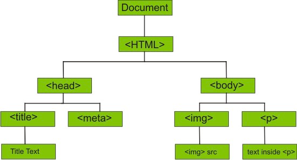 Document
<HTML>
<head>
<body>
<title>
<meta>
<img>
<p>
Title Text
<img> src
text inside <p>